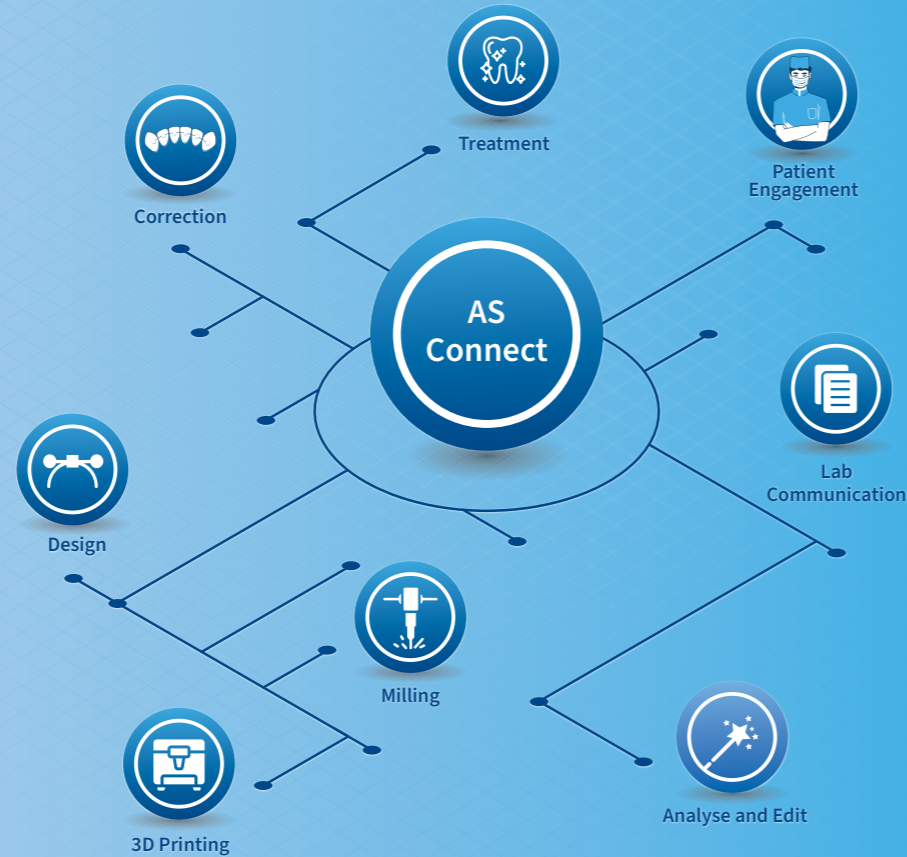 Treatment
Patient
Engagement
Correction
AS
Connect
Lab
Communication
Design
Milling
Analyse and Edit
3D Printing